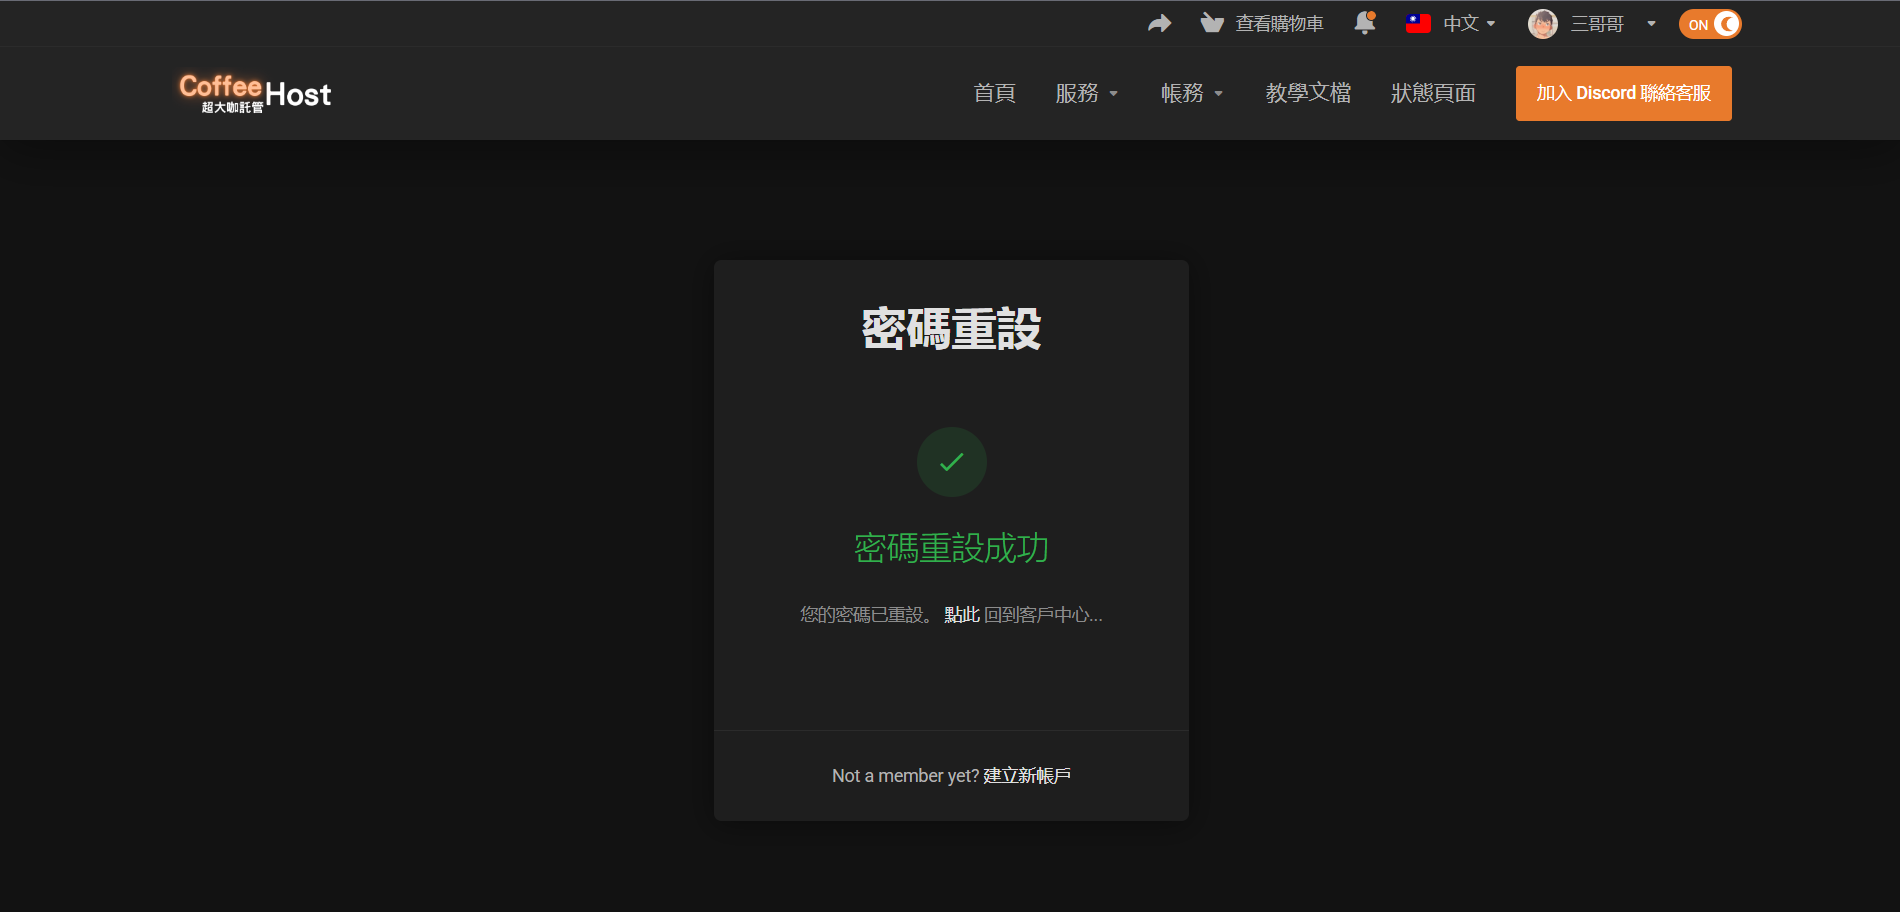 查看購物車
中文
三哥哥
ON
Coffee Host
超大咖託管
首頁
服務
帳務
教學文檔
狀態頁面
加入 Discord 聯絡客服
密碼重設
密碼重設成功
您的密碼已重設。 點此 回到客戶中心...
Not a member yet? 建立新帳戶